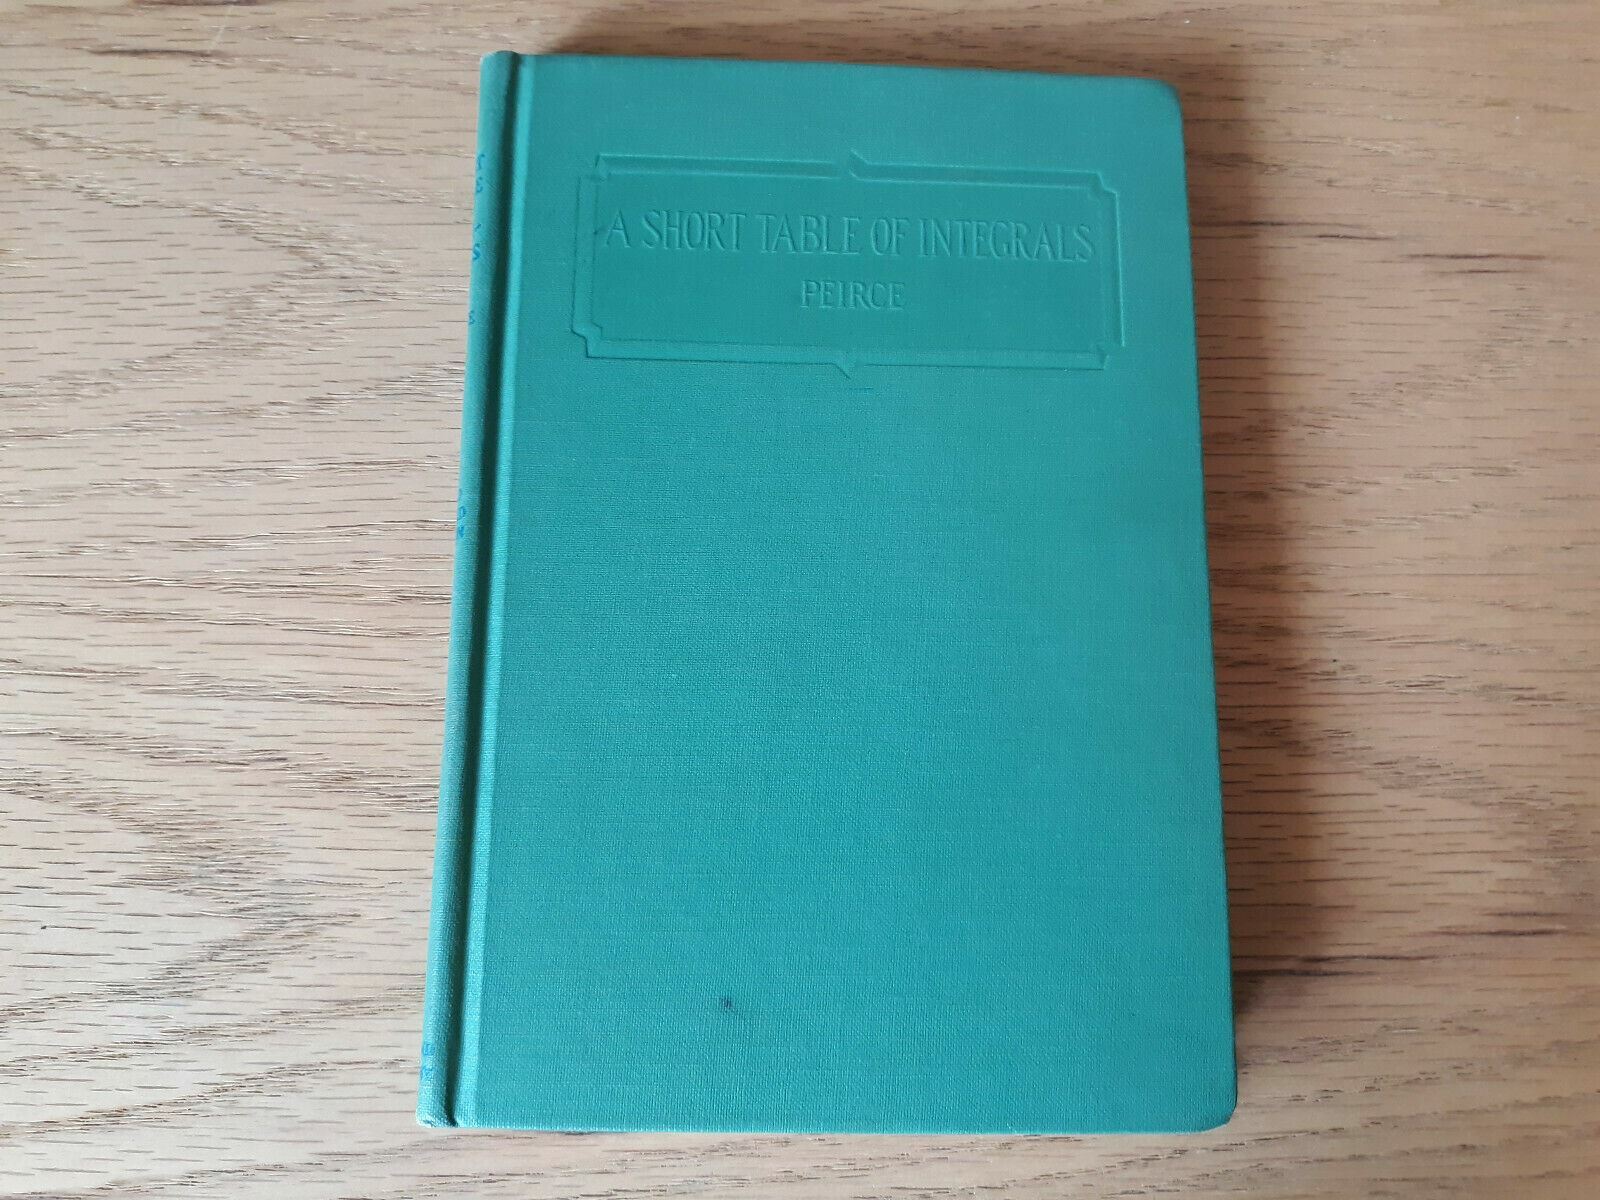 A SHORT TABLE OF INTEGRALS
PEIRCE